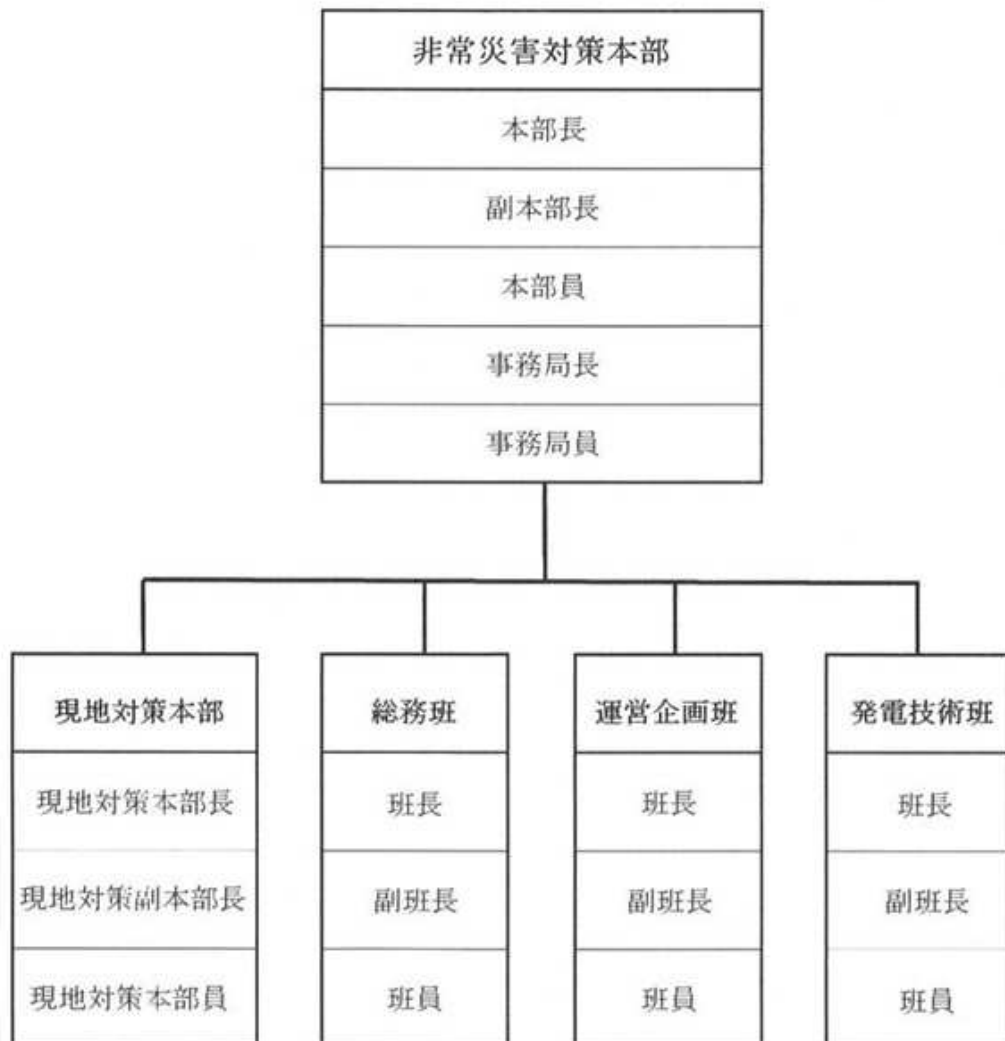 非常災害対策本部
本部長
副本部長
本部員
事務局長
事務局員
現地対策本部
現地対策本部長
現地対策副本部長
現地対策本部員
総務班
班長
副班長
班員
運営企画班
班長
副班長
班員
発電技術班
班長
副班長
班員